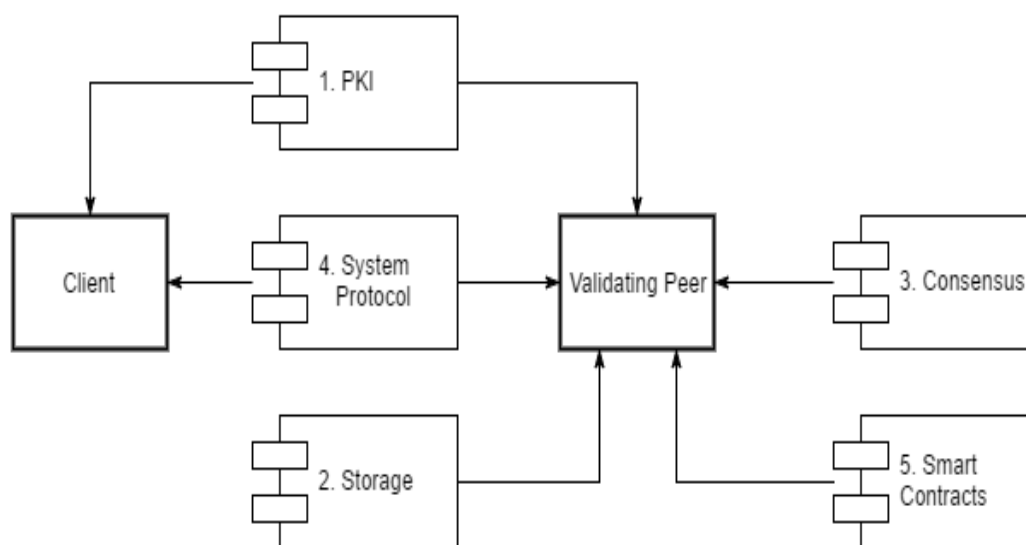 1. PKI
Client
4. System
Protocol
Validating Peer
3. Consensus
2. Storage
5. Smart
Contracts